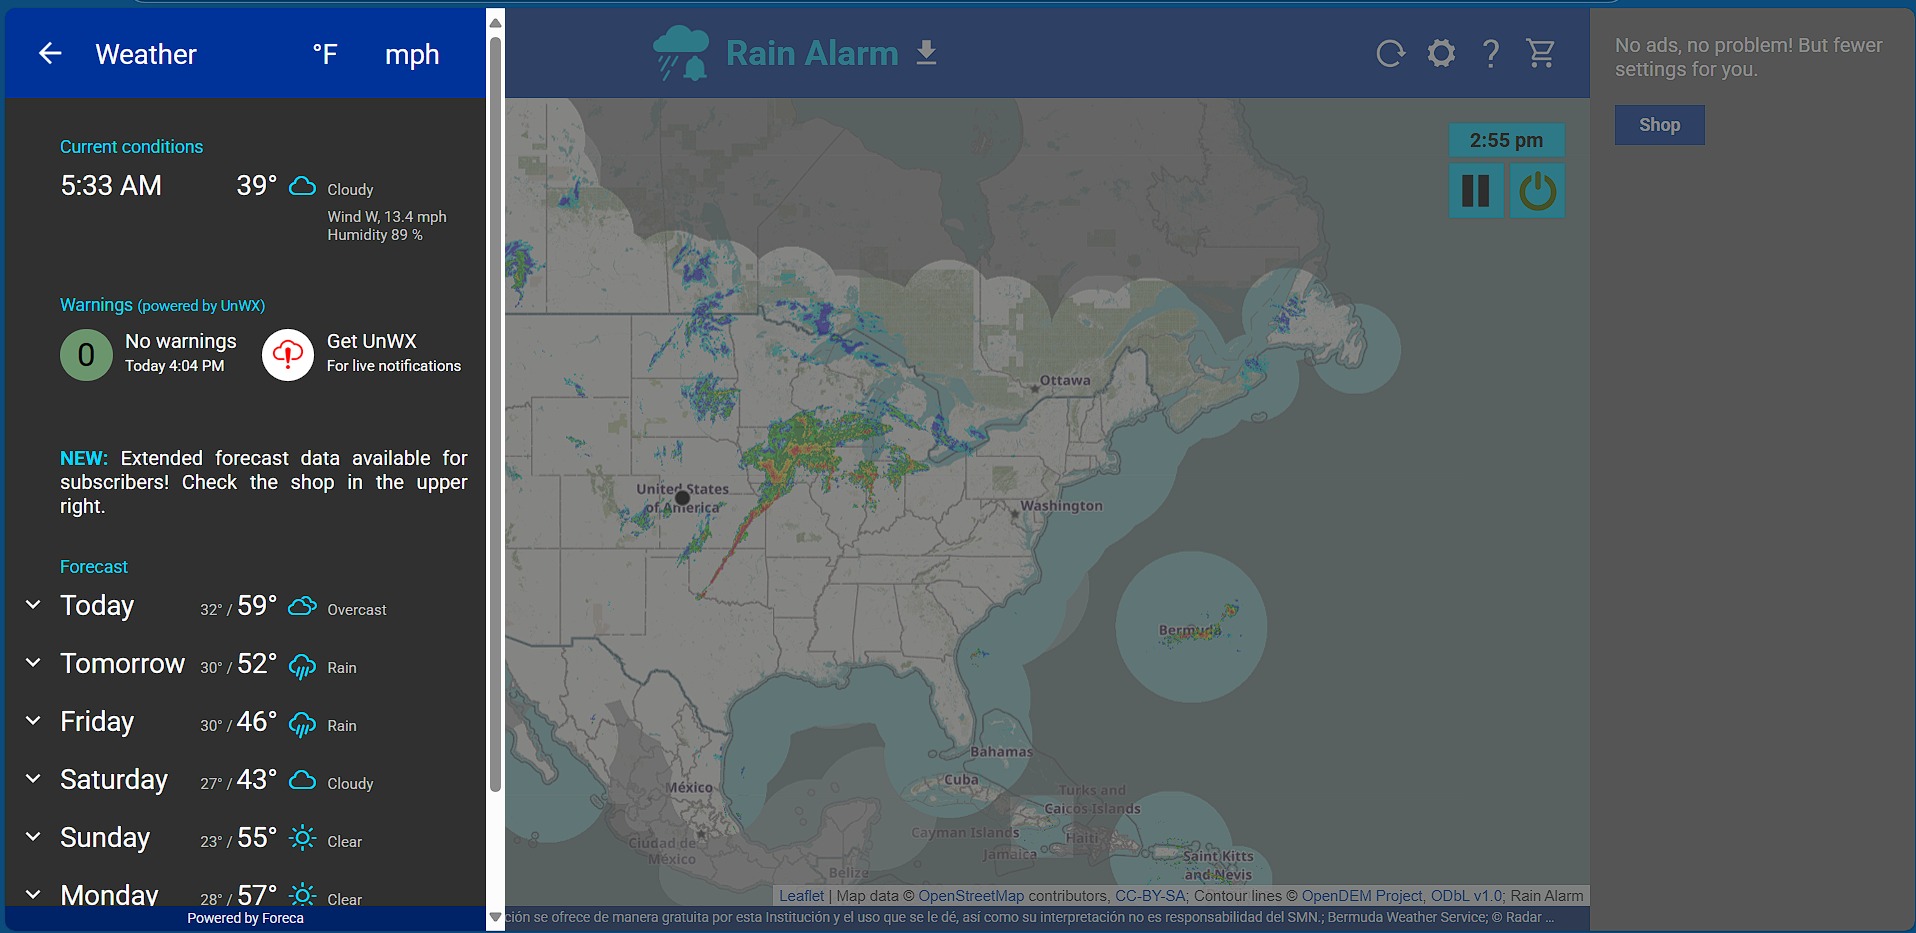 Weather °F mph
Current conditions
5:33 AM 39° Cloudy
Wind W, 13.4 mph
Humidity 89 %
Warnings (powered by UnWX)
0 No warnings
Today 4:04 PM
Get UnWX
For live notifications
NEW: Extended forecast data available for
subscribers! Check the shop in the upper
right.
Forecast
Today 32° / 59° Overcast
Tomorrow 30° / 52° Rain
Friday 30° / 46° Rain
Saturday 27° / 43° Cloudy
Sunday 23° / 55° Clear
Monday 28° / 57° Clear
Powered by Foreca
Rain Alarm
2:55 pm
Ottawa
United States
of America
Washington
Bermuda
Bahamas
Cuba
México
Turks and
Caicos Islands
Cayman Islands
Haiti
Jamaica
Ciudad de
México
Belize
Saint Kitts
and Nevis
Leaflet | Map data © OpenStreetMap contributors, CC-BY-SA; Contour lines © OpenDEM Project, ODbL v1.0; Rain Alarm
ción se ofrece de manera gratuita por esta Institución y el uso que se le dé, así como su interpretación no es responsabilidad del SMN.; Bermuda Weather Service; © Radar ...
No ads, no problem! But fewer
settings for you.
Shop